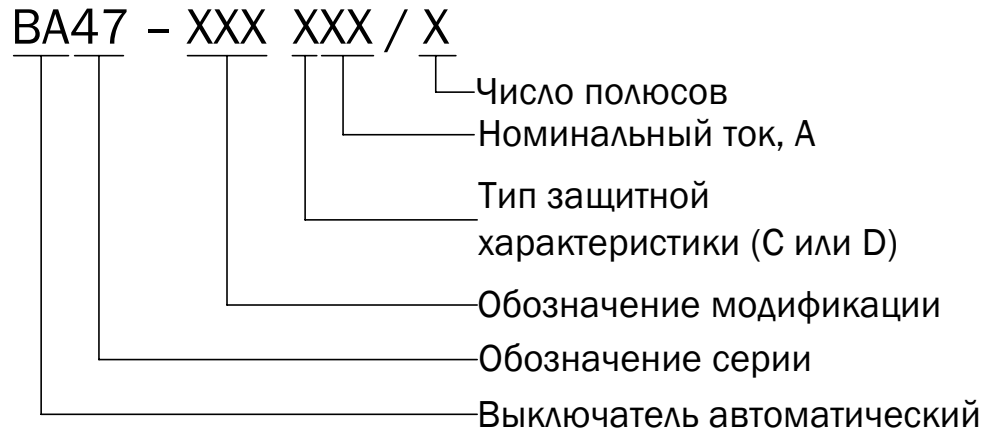 ВА47 – XXX XXX / X
Число полюсов
Номинальный ток, А
Тип защитной
характеристики (C или D)
Обозначение модификации
Обозначение серии
Выключатель автоматический